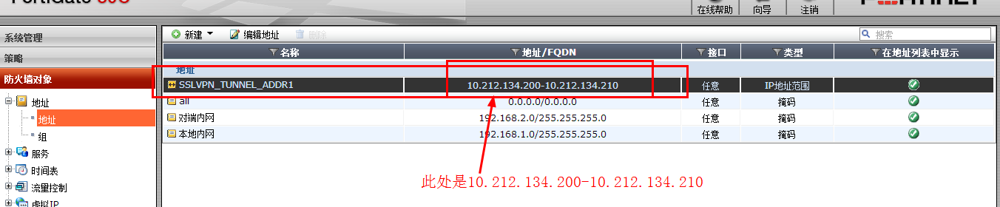 在线帮助 向导 注销
系统管理
策略
防火墙对象
地址
地址
组
服务
时间表
流量控制
虚拟IP
新建 编辑地址 删除 搜索
名称 地址/FQDN 接口 类型 在地址列表中显示
地址
SSLVPN_TUNNEL_ADDR1 10.212.134.200-10.212.134.210 任意 IP地址范围
all 0.0.0.0/0.0.0.0 任意 掩码
对端内网 192.168.2.0/255.255.255.0 任意 掩码
本地内网 192.168.1.0/255.255.255.0 任意 掩码
此处是10.212.134.200-10.212.134.210